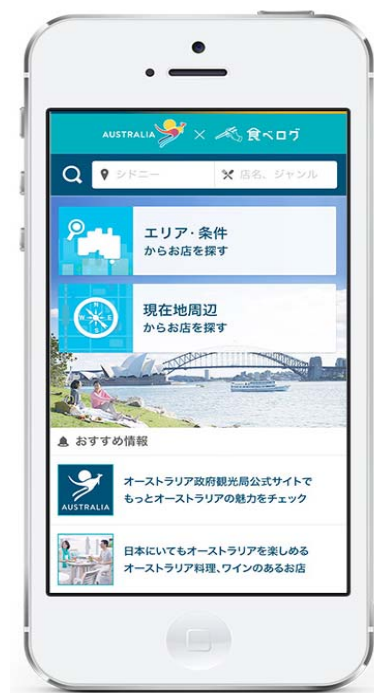 AUSTRALIA × 食べログ
シドニー 店名、ジャンル
エリア・条件
からお店を探す
N
W E
S
現在地周辺
からお店を探す
おすすめ情報
AUSTRALIA
オーストラリア政府観光局公式サイトで
もっとオーストラリアの魅力をチェック
日本にいてもオーストラリアを楽しめる
オーストラリア料理、ワインのあるお店